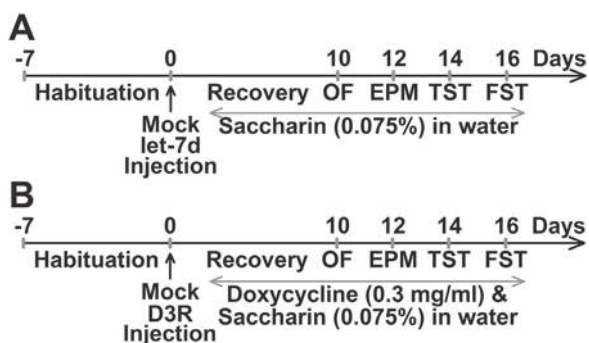 A
-7 0 10 12 14 16 Days
Habituation Recovery OF EPM TST FST
Mock Saccharin (0.075%) in water
let-7d
Injection
B
-7 0 10 12 14 16 Days
Habituation Recovery OF EPM TST FST
Mock Doxycycline (0.3 mg/ml) &
D3R Saccharin (0.075%) in water
Injection